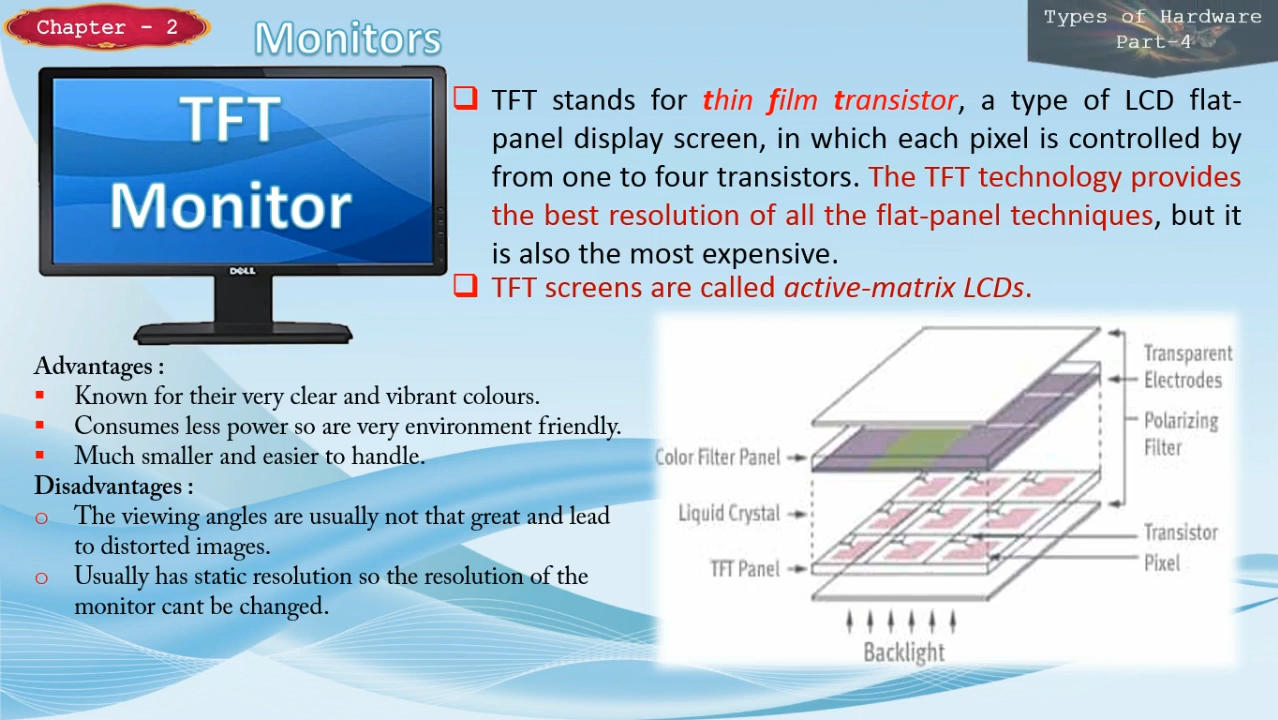 Chapter - 2
Monitors
Types of Hardware
Part-4
TFT
Monitor
DELL
TFT stands for thin film transistor, a type of LCD flat-
panel display screen, in which each pixel is controlled by
from one to four transistors. The TFT technology provides
the best resolution of all the flat-panel techniques, but it
is also the most expensive.
TFT screens are called active-matrix LCDs.
Advantages :
Known for their very clear and vibrant colours.
Consumes less power so are very environment friendly.
Much smaller and easier to handle.
Disadvantages :
The viewing angles are usually not that great and lead
to distorted images.
Usually has static resolution so the resolution of the
monitor cant be changed.
Transparent
Electrodes
Polarizing
Filter
Color Filter Panel
Liquid Crystal
TFT Panel
Transistor
Pixel
Backlight